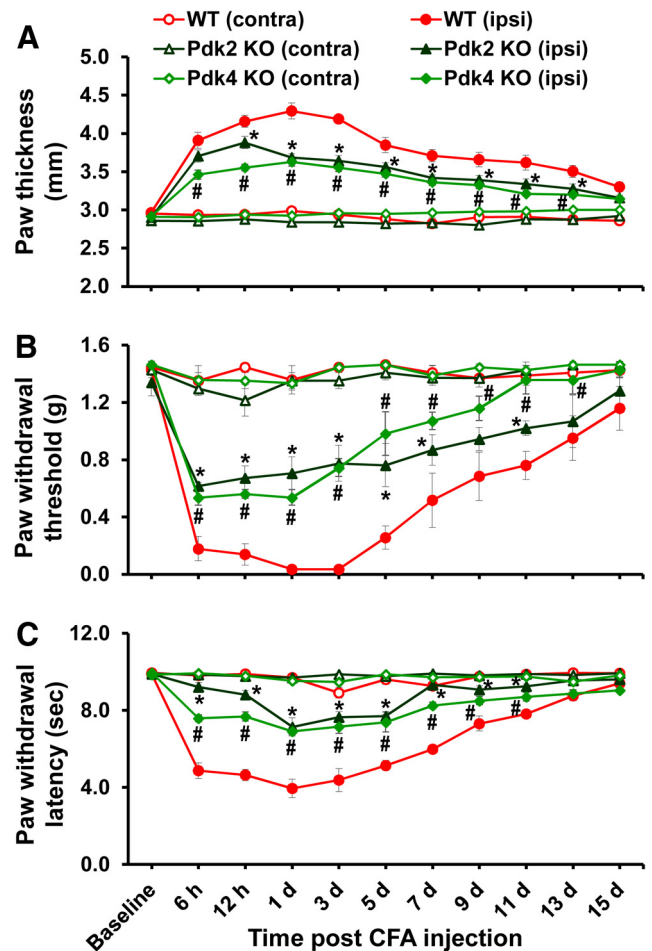 A
WT (contra) WT (ipsi)
Pdk2 KO (contra) Pdk2 KO (ipsi)
Pdk4 KO (contra) Pdk4 KO (ipsi)
Paw thickness
(mm)
5.0
4.5
4.0
3.5
3.0
2.5
2.0
* * * * * * * * *
# # # # # # # # #
B
Paw withdrawal
threshold (g)
1.6
1.2
0.8
0.4
0.0
* * * * * * *
# # # # # # # # #
C
Paw withdrawal
latency (sec)
12.0
8.0
4.0
0.0
* * * * * * * *
# # # # # # # #
Baseline 6 h 12 h 1 d 3 d 5 d 7 d 9 d 11 d 13 d 15 d
Time post CFA injection